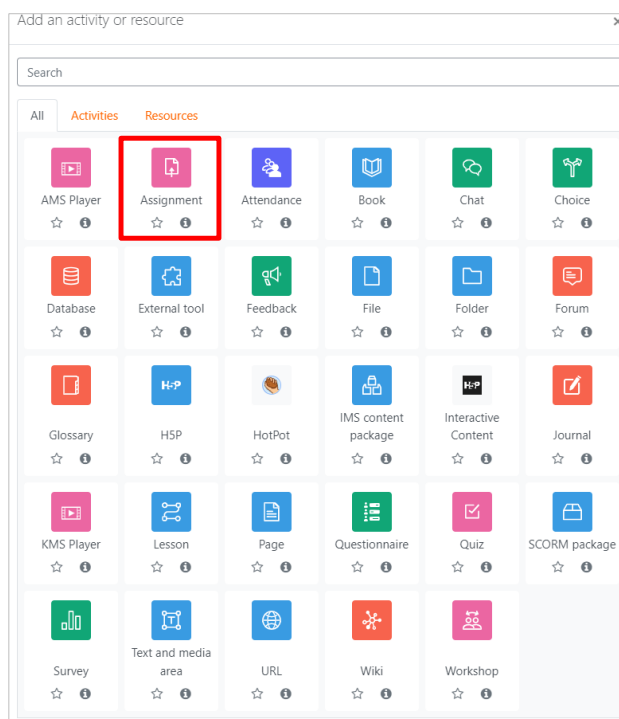 Add an activity or resource
Search
All Activities Resources
AMS Player Assignment Attendance Book Chat Choice
Database External tool Feedback File Folder Forum
H5P H5P
IMS content Interactive
Glossary H5P HotPot package Content Journal
KMS Player Lesson Page Questionnaire Quiz SCORM package
Text and media
Survey area URL Wiki Workshop